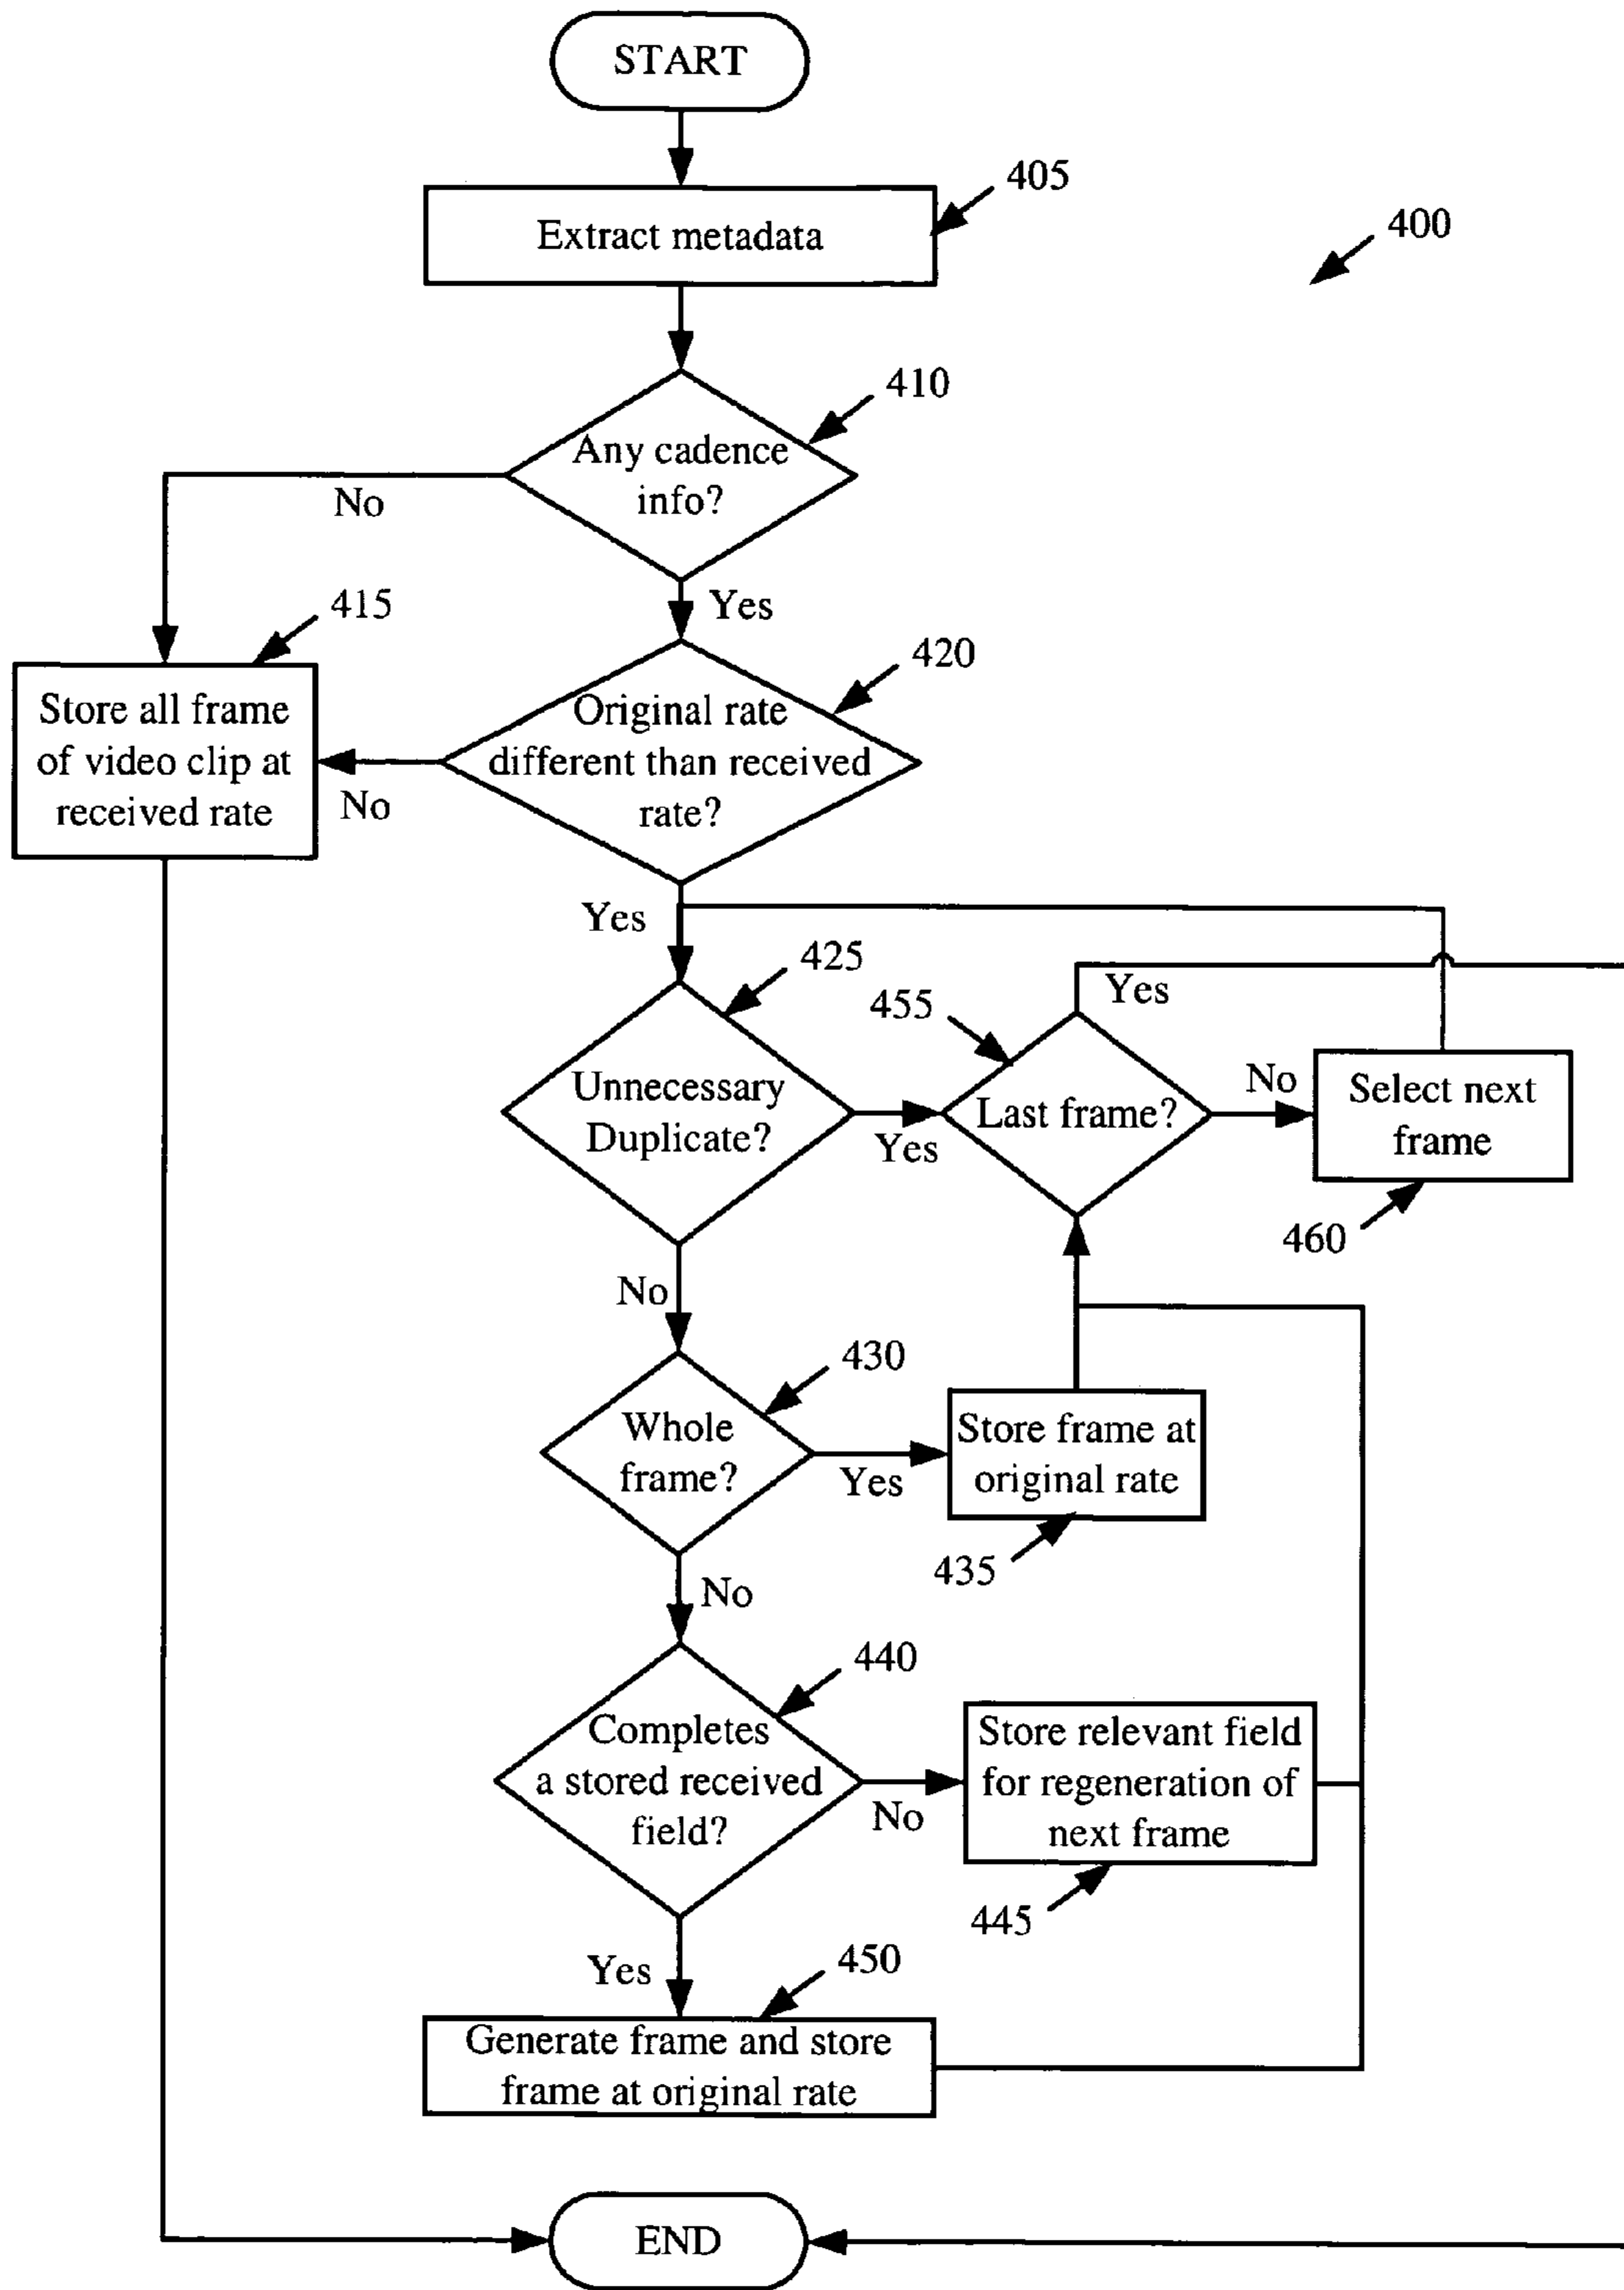 START
405
Extract metadata
400
410
Any cadence
info?
No
Yes
415
420
Store all frame
of video clip at
received rate
Original rate
different than received
rate?
No
Yes
425
455
Yes
Unnecessary
Duplicate?
Yes
Last frame?
No
Select next
frame
460
No
430
Whole
frame?
Yes
Store frame at
original rate
435
No
440
Completes
a stored received
field?
No
Store relevant field
for regeneration of
next frame
445
Yes
450
Generate frame and store
frame at original rate
END